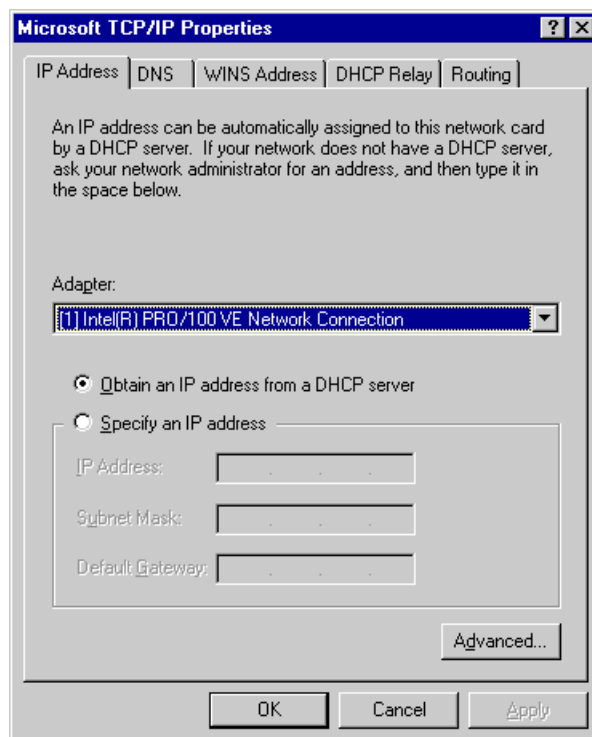 Microsoft TCP/IP Properties
IP Address DNS WINS Address DHCP Relay Routing
An IP address can be automatically assigned to this network card
by a DHCP server. If your network does not have a DHCP server,
ask your network administrator for an address, and then type it in
the space below.
Adapter:
[1] Intel(R) PRO/100 VE Network Connection
Obtain an IP address from a DHCP server
Specify an IP address
IP Address:
Subnet Mask:
Default Gateway:
Advanced...
OK Cancel Apply